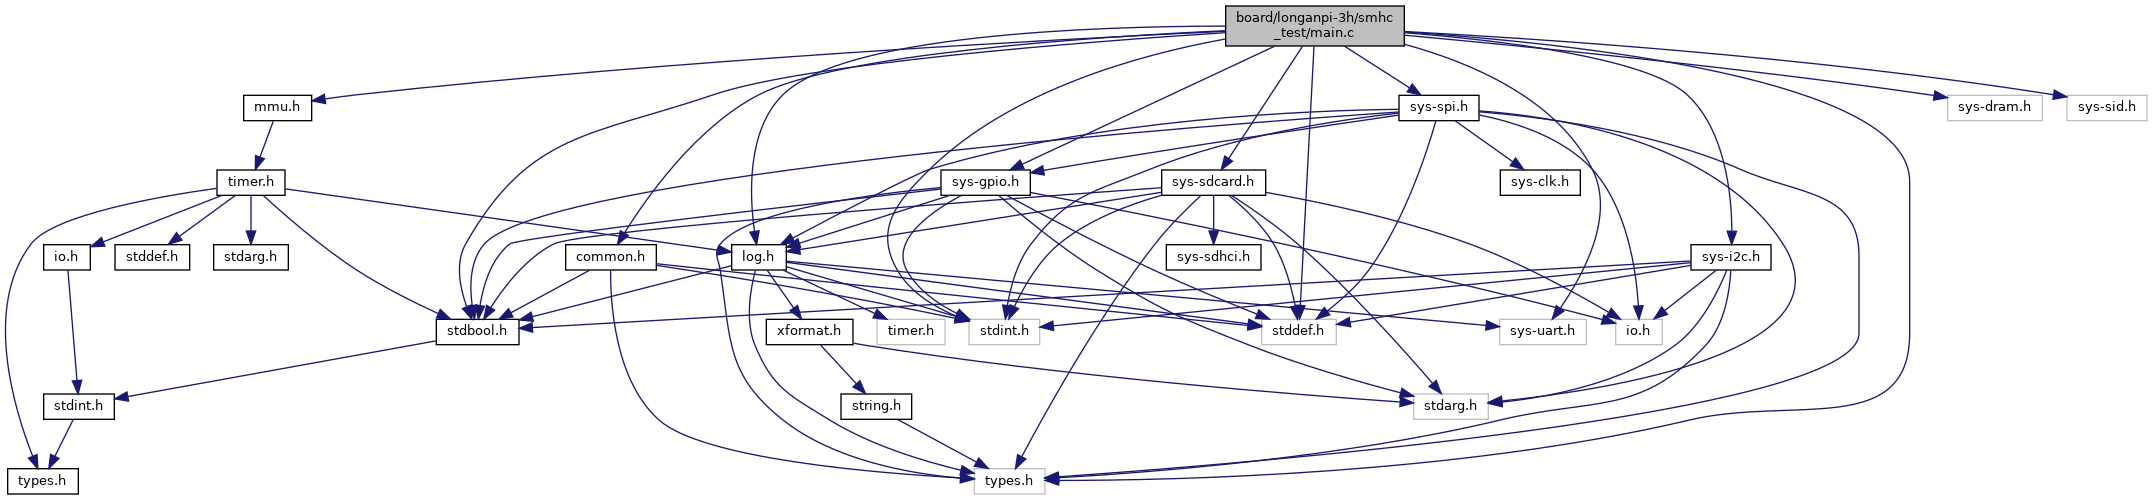 board/longanpi-3h/smhc
_test/main.c
mmu.h
sys-spi.h
sys-dram.h
sys-sid.h
timer.h
sys-gpio.h
sys-sdcard.h
sys-clk.h
io.h
stddef.h
stdarg.h
common.h
log.h
sys-sdhci.h
sys-i2c.h
stdbool.h
xformat.h
timer.h
stdint.h
stddef.h
sys-uart.h
io.h
stdint.h
string.h
stdarg.h
types.h
types.h